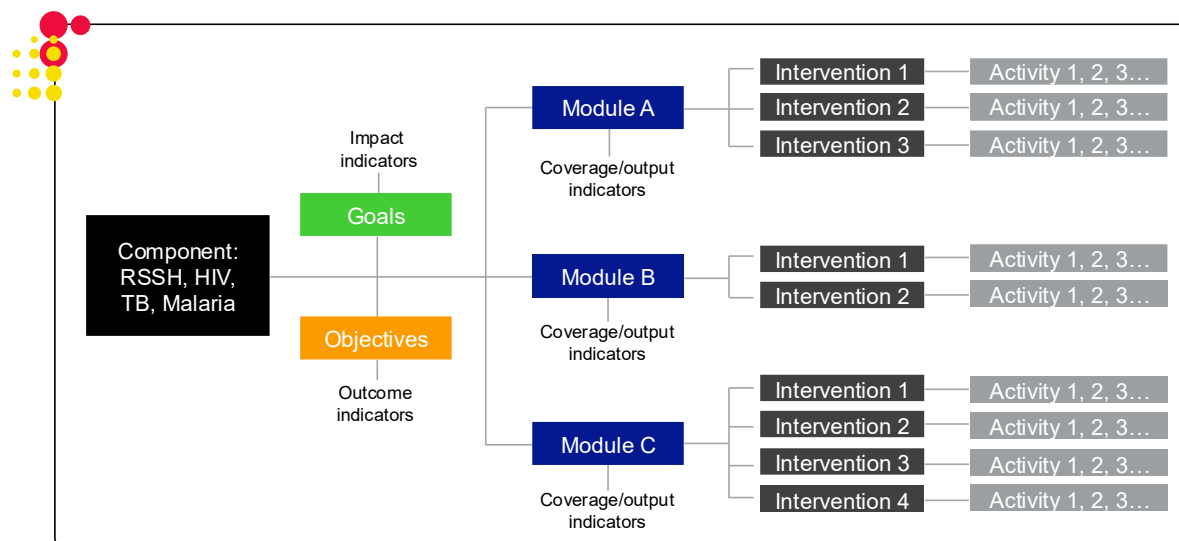 Component:
RSSH, HIV,
TB, Malaria
Impact
indicators
Goals
Objectives
Outcome
indicators
Module A
Coverage/output
indicators
Intervention 1
Activity 1, 2, 3…
Intervention 2
Activity 1, 2, 3…
Intervention 3
Activity 1, 2, 3…
Module B
Coverage/output
indicators
Intervention 1
Activity 1, 2, 3…
Intervention 2
Activity 1, 2, 3…
Module C
Coverage/output
indicators
Intervention 1
Activity 1, 2, 3…
Intervention 2
Activity 1, 2, 3…
Intervention 3
Activity 1, 2, 3…
Intervention 4
Activity 1, 2, 3…